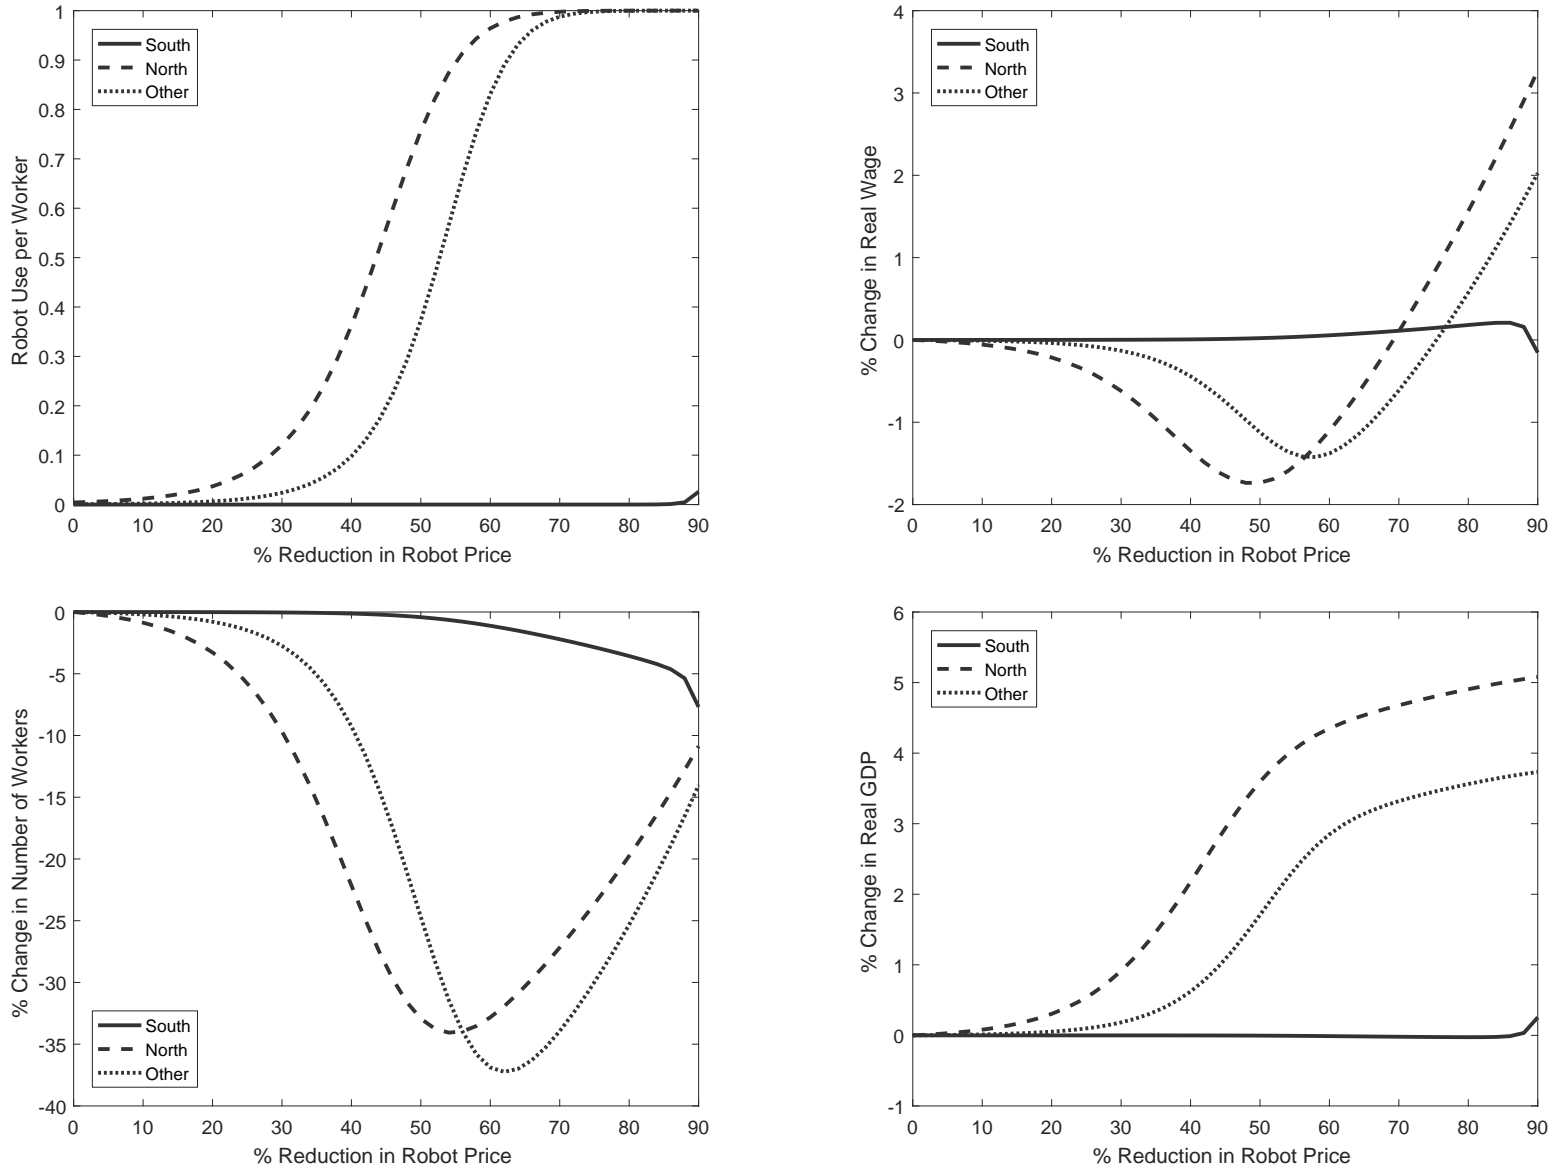 Robot Use per Worker
1
0.9
0.8
0.7
0.6
0.5
0.4
0.3
0.2
0.1
0
South
North
Other
0 10 20 30 40 50 60 70 80 90
% Reduction in Robot Price
% Change in Real Wage
4
3
2
1
0
-1
-2
South
North
Other
0 10 20 30 40 50 60 70 80 90
% Reduction in Robot Price
% Change in Number of Workers
0
-5
-10
-15
-20
-25
-30
-35
-40
South
North
Other
0 10 20 30 40 50 60 70 80 90
% Reduction in Robot Price
% Change in Real GDP
6
5
4
3
2
1
0
-1
South
North
Other
0 10 20 30 40 50 60 70 80 90
% Reduction in Robot Price